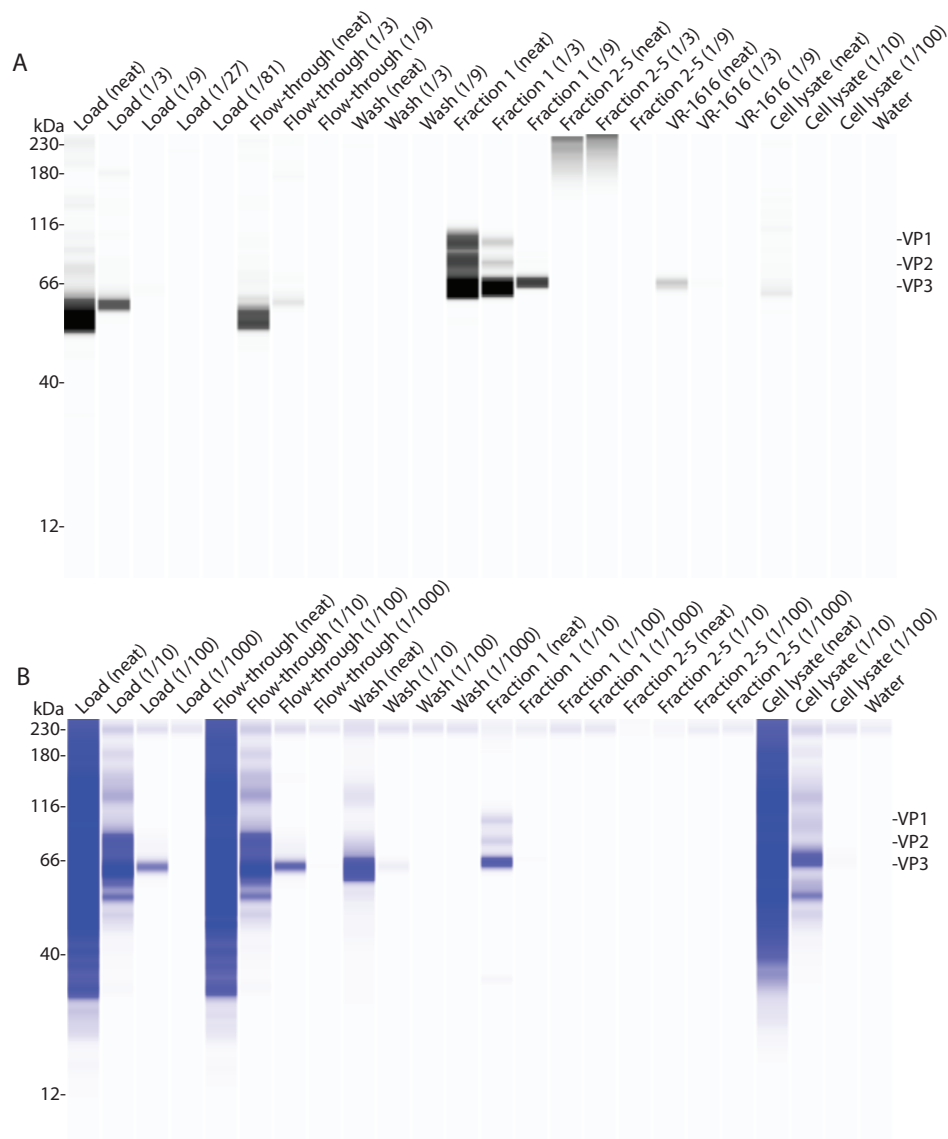 A
Load (neat)
Load (1/3)
Load (1/9)
Load (1/27)
Load (1/81)
Flow-through (neat)
Flow-through (1/3)
Flow-through (1/9)
Wash (neat)
Wash (1/3)
Wash (1/9)
Fraction 1 (neat)
Fraction 1 (1/3)
Fraction 1 (1/9)
Fraction 2-5 (neat)
Fraction 2-5 (1/3)
Fraction 2-5 (1/9)
VR-1616 (neat)
VR-1616 (1/3)
VR-1616 (1/9)
Cell lysate (neat)
Cell lysate (1/10)
Cell lysate (1/100)
Water
kDa
230-
180-
116-
66-
40-
12-
-VP1
-VP2
-VP3
B
Load (neat)
Load (1/10)
Load (1/100)
Load (1/1000)
Flow-through (neat)
Flow-through (1/10)
Flow-through (1/100)
Flow-through (1/1000)
Wash (neat)
Wash (1/10)
Wash (1/100)
Wash (1/1000)
Fraction 1 (neat)
Fraction 1 (1/10)
Fraction 1 (1/100)
Fraction 1 (1/1000)
Fraction 2-5 (neat)
Fraction 2-5 (1/10)
Fraction 2-5 (1/100)
Fraction 2-5 (1/1000)
Cell lysate (neat)
Cell lysate (1/10)
Cell lysate (1/100)
Water
kDa
230-
180-
116-
66-
40-
12-
-VP1
-VP2
-VP3